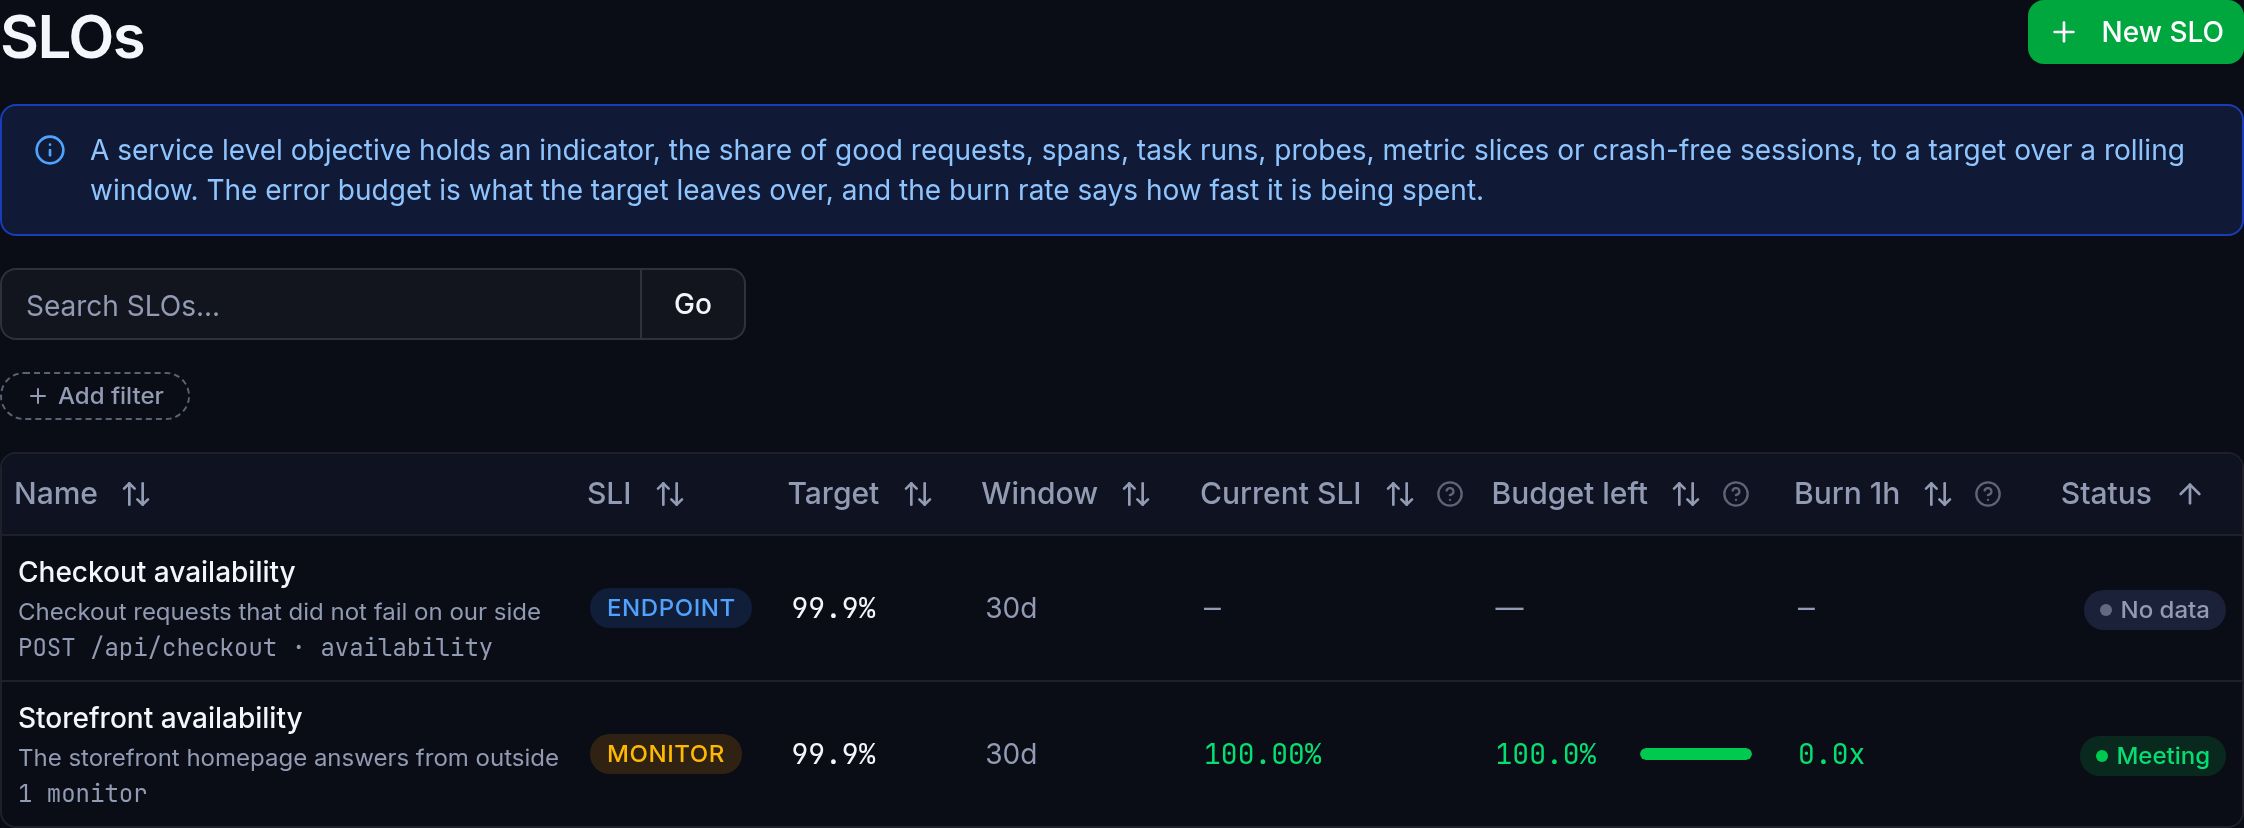 SLOs
New SLO
A service level objective holds an indicator, the share of good requests, spans, task runs, probes, metric slices or crash-free sessions, to a target over a rolling
window. The error budget is what the target leaves over, and the burn rate says how fast it is being spent.
Search SLOs...
Go
+ Add filter
Name SLI Target Window Current SLI Budget left Burn 1h Status
Checkout availability
Checkout requests that did not fail on our side
POST /api/checkout · availability
ENDPOINT 99.9% 30d — — — No data
Storefront availability
The storefront homepage answers from outside
1 monitor
MONITOR 99.9% 30d 100.00% 100.0% 0.0x Meeting